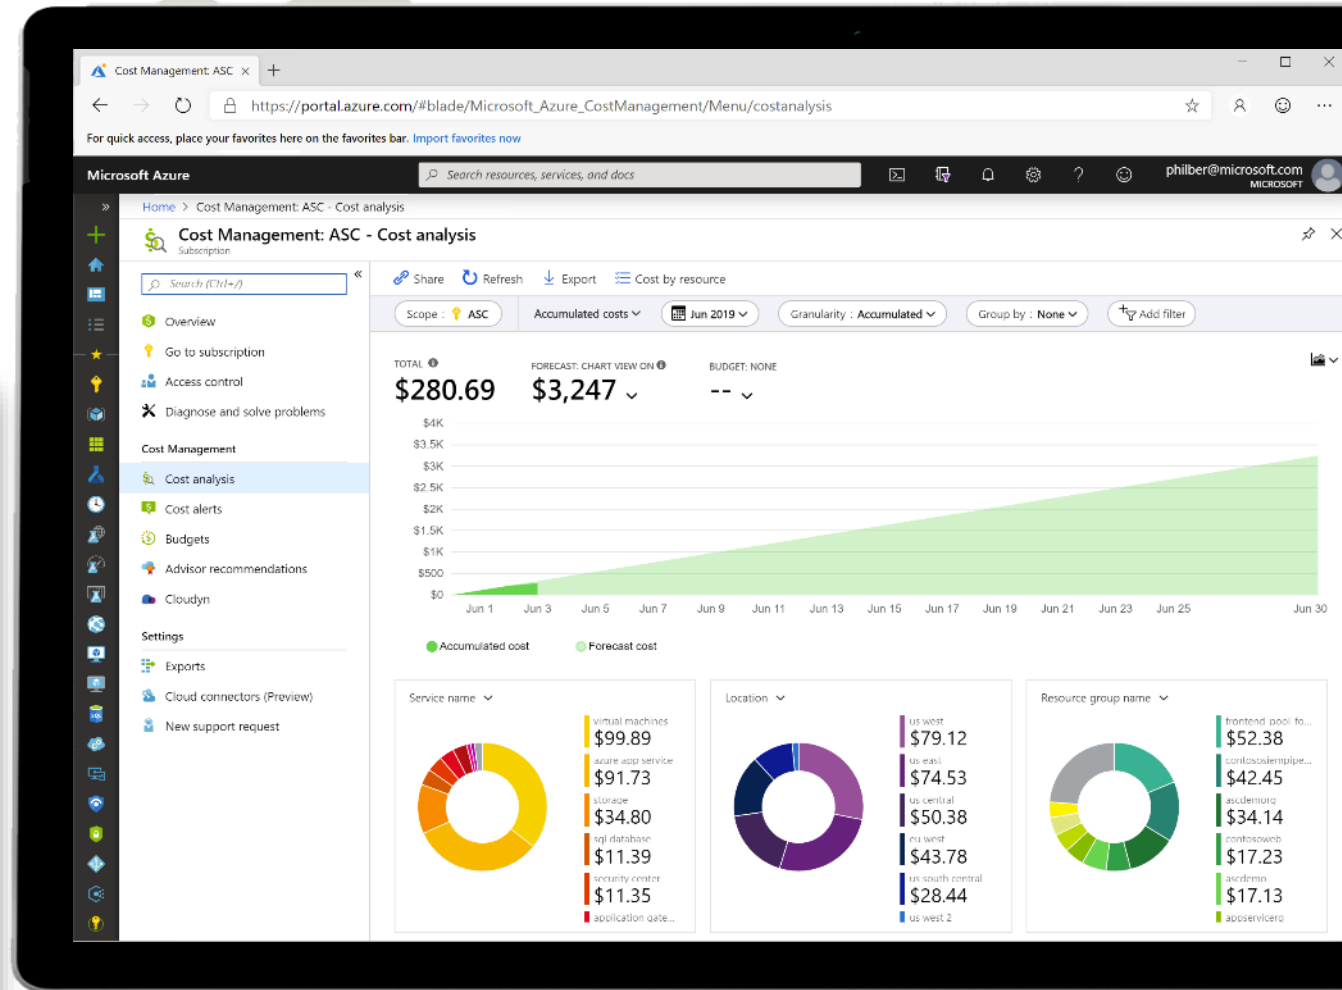 Cost Management: ASC
https://portal.azure.com/#blade/Microsoft_Azure_CostManagement/Menu/costanalysis
For quick access, place your favorites here on the favorites bar. Import favorites now
Microsoft Azure
Search resources, services, and docs
philber@microsoft.com
MICROSOFT
Home > Cost Management: ASC - Cost analysis
Cost Management: ASC - Cost analysis
Subscription
Search (Ctrl+/)
Overview
Go to subscription
Access control
Diagnose and solve problems
Cost Management
Cost analysis
Cost alerts
Budgets
Advisor recommendations
Cloudyn
Settings
Exports
Cloud connectors (Preview)
New support request
Share Refresh Export Cost by resource
Scope : ASC Accumulated costs Jun 2019 Granularity : Accumulated Group by : None Add filter
TOTAL FORECAST: CHART VIEW ON BUDGET: NONE
$280.69 $3,247 --
$4K
$3.5K
$3K
$2.5K
$2K
$1.5K
$1K
$500
$0
Jun 1 Jun 3 Jun 5 Jun 7 Jun 9 Jun 11 Jun 13 Jun 15 Jun 17 Jun 19 Jun 21 Jun 23 Jun 25 Jun 30
Accumulated cost Forecast cost
Service name
virtual machines
$99.89
azure app service
$91.73
storage
$34.80
sql database
$11.39
security center
$11.35
application gate...
Location
us west
$79.12
us east
$74.53
us central
$50.38
eu west
$43.78
us south central
$28.44
us west 2
Resource group name
frontend_pool_fo...
$52.38
contososiempipe...
$42.45
ascdemorg
$34.14
contosoweb
$17.23
ascdemo
$17.13
appservicerg